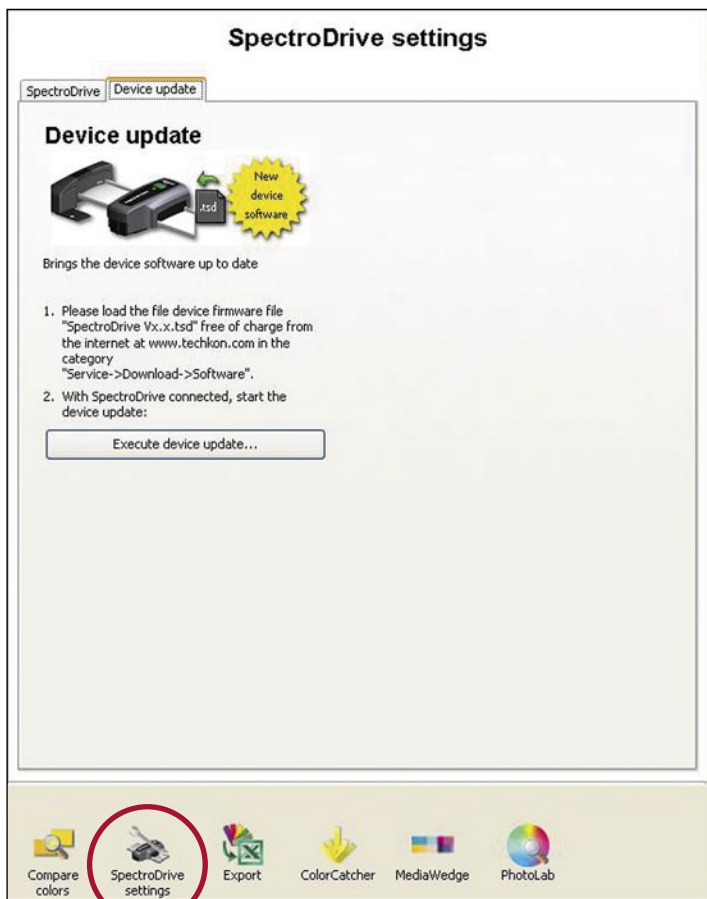 SpectroDrive settings
SpectroDrive
Device update
Device update
New
device
software
.tsd
Brings the device software up to date
1. Please load the file device firmware file
"SpectroDrive Vx.x.tsd" free of charge from
the internet at www.techkon.com in the
category
"Service->Download->Software".
2. With SpectroDrive connected, start the
device update:
Execute device update...
Compare
colors
SpectroDrive
settings
Export
ColorCatcher
MediaWedge
PhotoLab